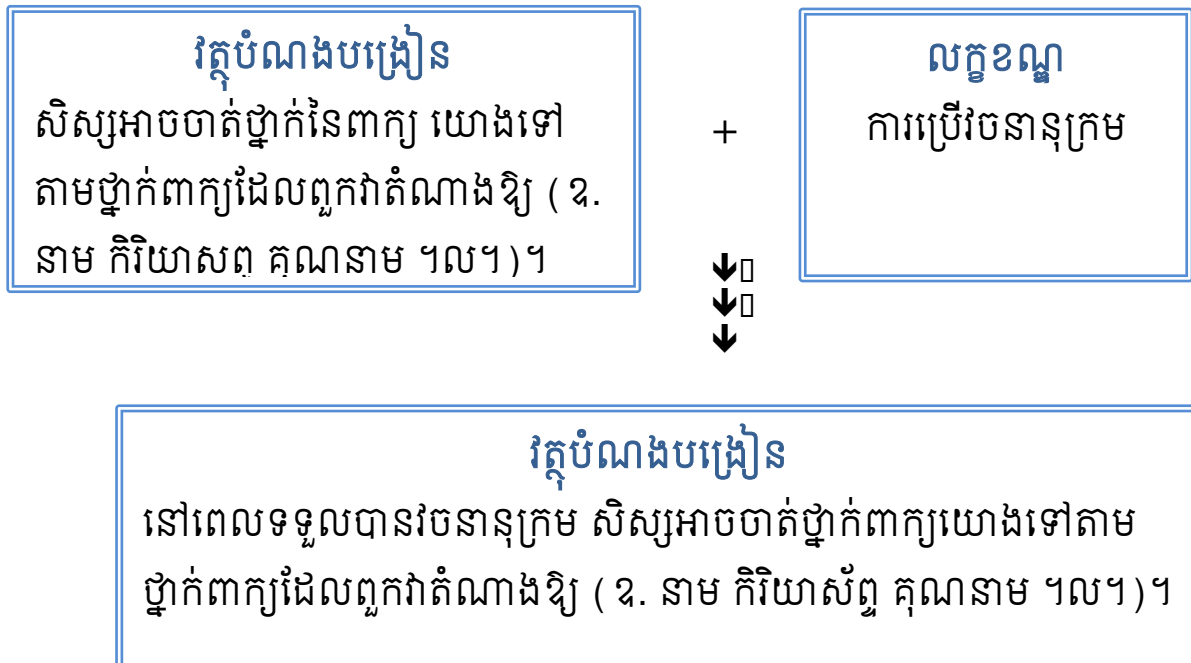 វត្ថុបំណងបង្រៀន
សិស្សអាចចាត់ថ្នាក់នៃពាក្យ យោងទៅ
តាមថ្នាក់ពាក្យដែលពួកវាតំណាងឱ្យ (ឧ.
នាម កិរិយាសព្ទ គុណនាម ។ល។)។
+
លក្ខខណ្ឌ
ការប្រើវចនានុក្រម
វត្ថុបំណងបង្រៀន
នៅពេលទទួលបានវចនានុក្រម សិស្សអាចចាត់ថ្នាក់ពាក្យយោងទៅតាម
ថ្នាក់ពាក្យដែលពួកវាតំណាងឱ្យ (ឧ. នាម កិរិយាស័ព្ទ គុណនាម ។ល។)។